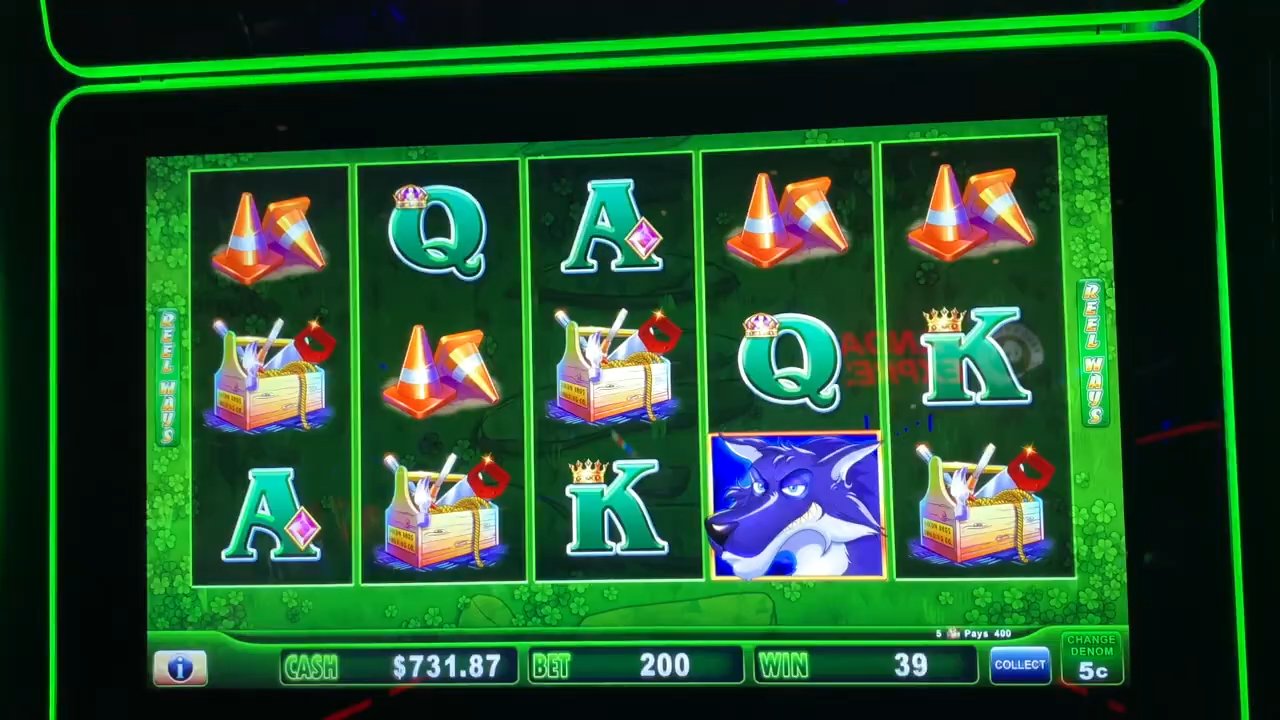 Q
A
REEL WAYS
REEL WAYS
Q
K
A
K
5 Pays 400
CASH $731.87
BET 200
WIN 39
COLLECT
CHANGE
DENOM
5c
i